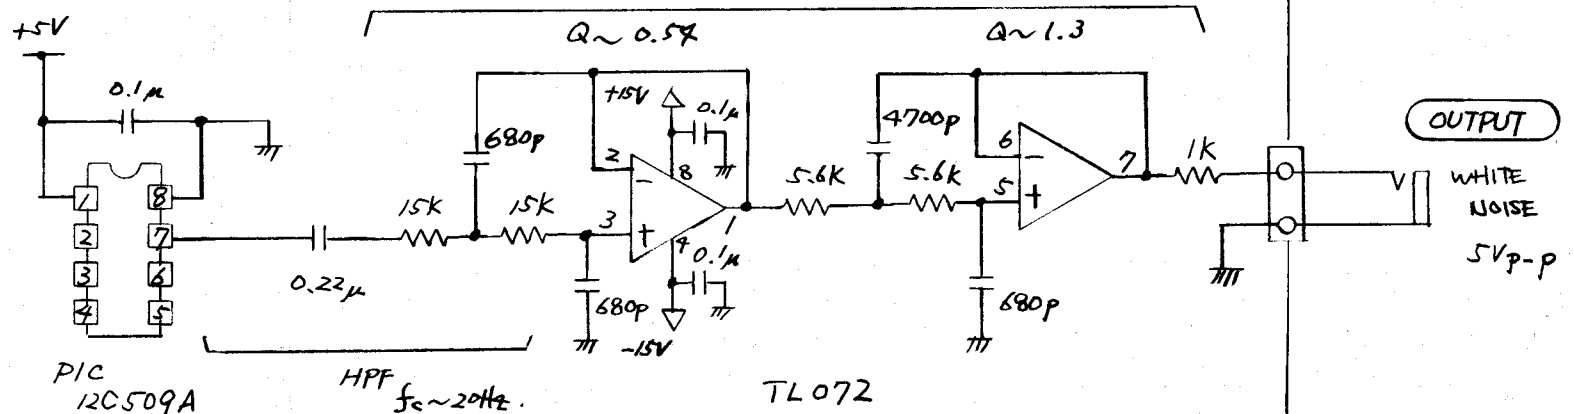 +5V
Q~0.54
Q~1.3
0.1μ
+15V
0.1μ
680p
4700p
OUTPUT
2
8
6
7
1K
1
8
15K
15K
3
5.6K
5.6K
5
WHITE
NOISE
2
7
1
4
0.1μ
3
6
0.22μ
680p
680p
5Vp-p
4
5
-15V
PIC
12C509A
HPF
fc~20Hz.
TL072